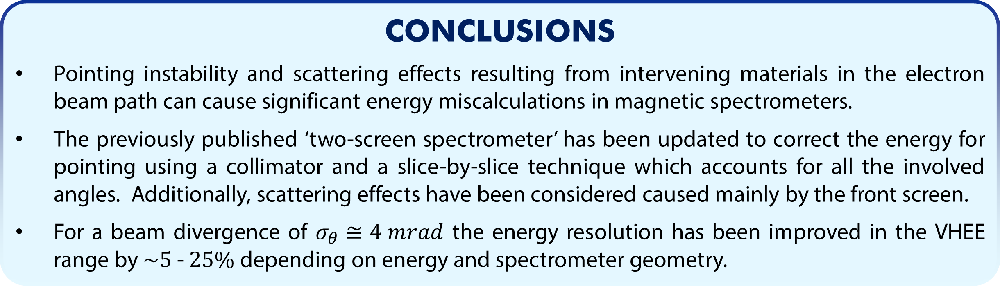 CONCLUSIONS
• Pointing instability and scattering effects resulting from intervening materials in the electron
beam path can cause significant energy miscalculations in magnetic spectrometers.
• The previously published ‘two-screen spectrometer’ has been updated to correct the energy for
pointing using a collimator and a slice-by-slice technique which accounts for all the involved
angles.  Additionally, scattering effects have been considered caused mainly by the front screen.
• For a beam divergence of σ_θ ≅ 4 mrad the energy resolution has been improved in the VHEE
range by ~5 - 25% depending on energy and spectrometer geometry.